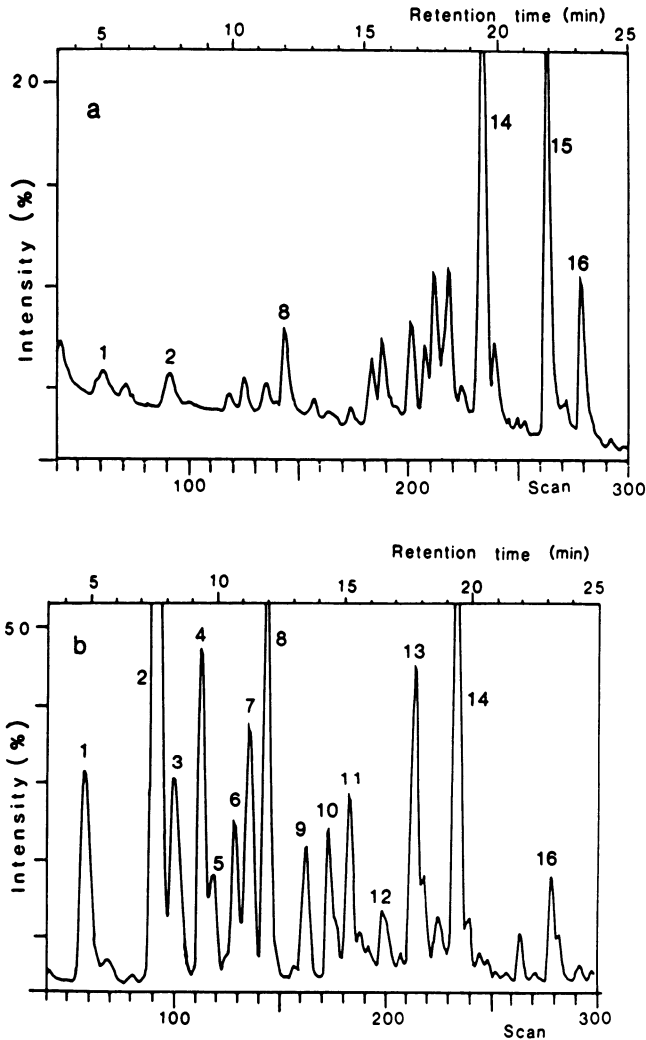 Retention time (min)
5 10 15 20 25
20
a
14
15
16
8
1
2
Intensity (%)
100 200 Scan 300
Retention time (min)
5 10 15 20 25
50
b
4
8
2
13
14
7
1
3
11
6
10
9
5
16
12
Intensity (%)
100 200 300
Scan